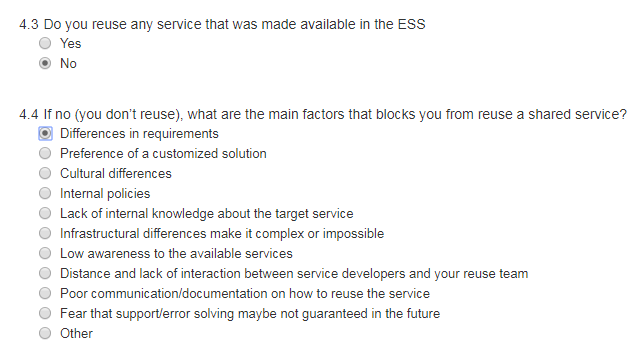 4.3 Do you reuse any service that was made available in the ESS
Yes
No
4.4 If no (you don't reuse), what are the main factors that blocks you from reuse a shared service?
Differences in requirements
Preference of a customized solution
Cultural differences
Internal policies
Lack of internal knowledge about the target service
Infrastructural differences make it complex or impossible
Low awareness to the available services
Distance and lack of interaction between service developers and your reuse team
Poor communication/documentation on how to reuse the service
Fear that support/error solving maybe not guaranteed in the future
Other